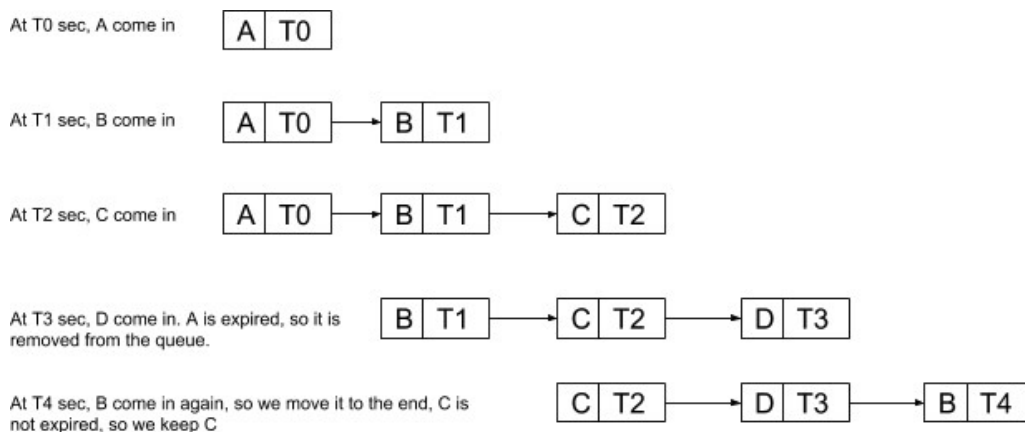 At T0 sec, A come in
A T0
At T1 sec, B come in
A T0 B T1
At T2 sec, C come in
A T0 B T1 C T2
At T3 sec, D come in. A is expired, so it is
removed from the queue.
B T1 C T2 D T3
At T4 sec, B come in again, so we move it to the end, C is
not expired, so we keep C
C T2 D T3 B T4